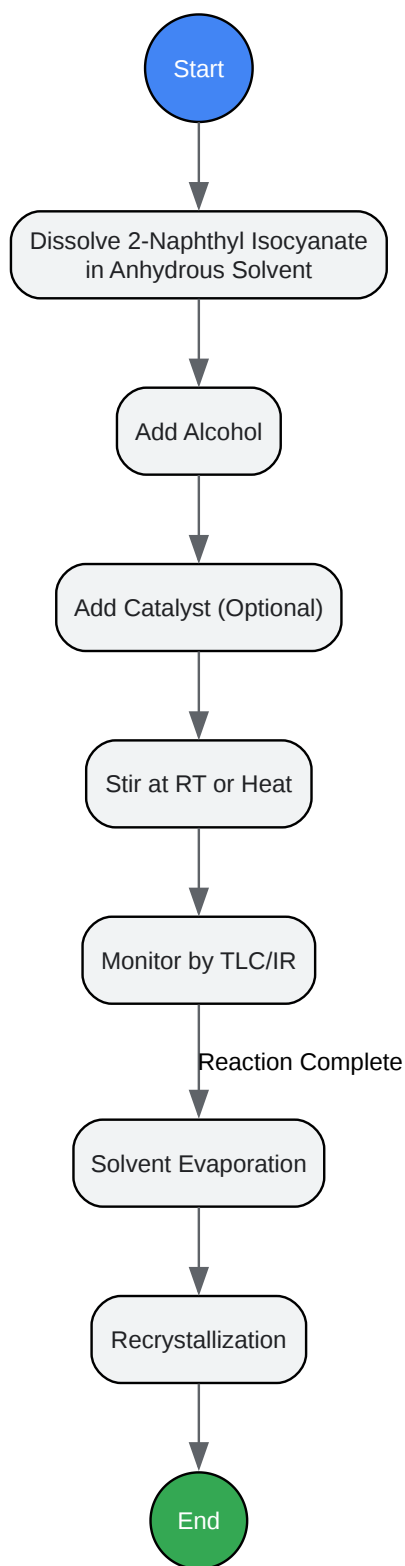 Start
Dissolve 2-Naphthyl Isocyanate
in Anhydrous Solvent
Add Alcohol
Add Catalyst (Optional)
Stir at RT or Heat
Monitor by TLC/IR
Reaction Complete
Solvent Evaporation
Recrystallization
End